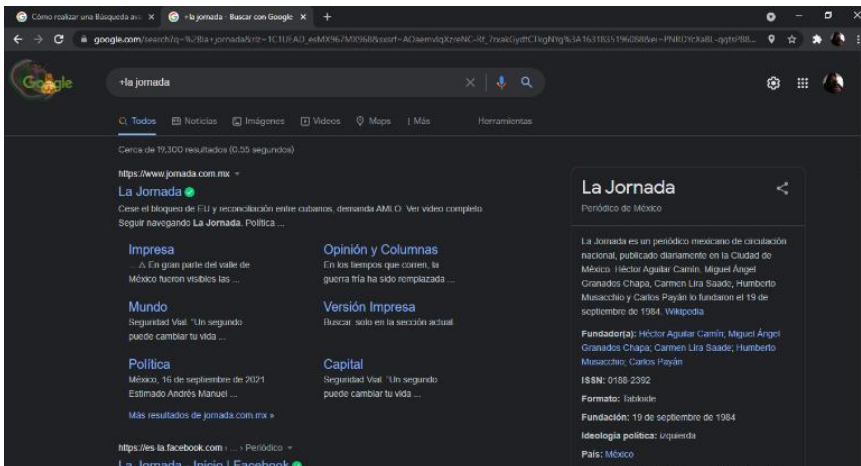 Cómo realizar una Búsqueda ava
+la jornada - Buscar con Google
google.com/search?q=%2Bla+jornada&rlz=1C1UEAD_esMX967MX968&sxsrf=
Google
+la jornada
Todos
Noticias
Imágenes
Videos
Maps
Más
Herramientas
Cerca de 19,300 resultados (0.55 segundos)
https://www.jornada.com.mx
La Jornada
Cese el bloqueo de EU y reconciliación entre cubanos, demanda AMLO. Ver video completo.
Seguir navegando La Jornada. Política ...
Impresa
... A En gran parte del valle de
México fueron visibles las ...
Opinión y Columnas
En los tiempos que corren, la
guerra fría ha sido remplazada ...
Mundo
Seguridad Vial. "Un segundo
puede cambiar tu vida ...
Versión Impresa
Buscar. solo en la sección actual.
Política
México, 16 de septiembre de 2021
Estimado Andrés Manuel ...
Capital
Seguridad Vial. "Un segundo
puede cambiar tu vida ...
Más resultados de jornada.com.mx »
https://es-la.facebook.com › ... › Periódico
La Jornada - Inicio | Facebook
La Jornada
Periódico de México
La Jornada es un periódico mexicano de circulación
nacional, publicado diariamente en la Ciudad de
México. Héctor Aguilar Camín, Miguel Ángel
Granados Chapa, Carmen Lira Saade, Humberto
Musacchio y Carlos Payán lo fundaron el 19 de
septiembre de 1984. Wikipedia
Fundador(a): Héctor Aguilar Camín; Miguel Ángel
Granados Chapa; Carmen Lira Saade; Humberto
Musacchio; Carlos Payán
ISSN: 0188-2392
Formato: Tabloide
Fundación: 19 de septiembre de 1984
Ideología política: izquierda
País: México